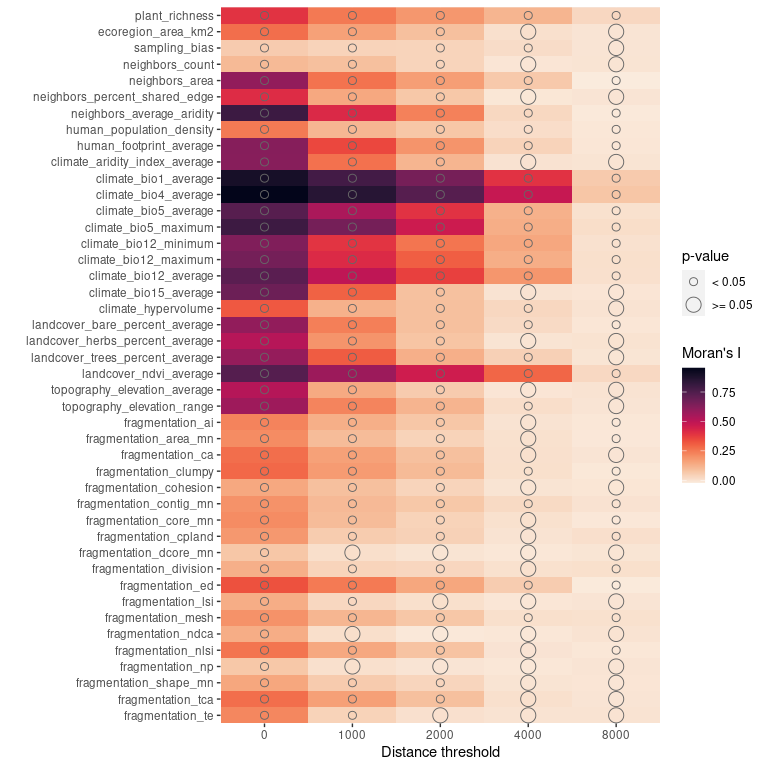 plant_richness
ecoregion_area_km2
sampling_bias
neighbors_count
neighbors_area
neighbors_percent_shared_edge
neighbors_average_aridity
human_population_density
human_footprint_average
climate_aridity_index_average
climate_bio1_average
climate_bio4_average
climate_bio5_average
climate_bio5_maximum
climate_bio12_minimum
climate_bio12_maximum
climate_bio12_average
climate_bio15_average
climate_hypervolume
landcover_bare_percent_average
landcover_herbs_percent_average
landcover_trees_percent_average
landcover_ndvi_average
topography_elevation_average
topography_elevation_range
fragmentation_ai
fragmentation_area_mn
fragmentation_ca
fragmentation_clumpy
fragmentation_cohesion
fragmentation_contig_mn
fragmentation_core_mn
fragmentation_cpland
fragmentation_dcore_mn
fragmentation_division
fragmentation_ed
fragmentation_lsi
fragmentation_mesh
fragmentation_ndca
fragmentation_nlsi
fragmentation_np
fragmentation_shape_mn
fragmentation_tca
fragmentation_te
0 1000 2000 4000 8000
Distance threshold
p-value
< 0.05
>= 0.05
Moran's I
0.75
0.50
0.25
0.00